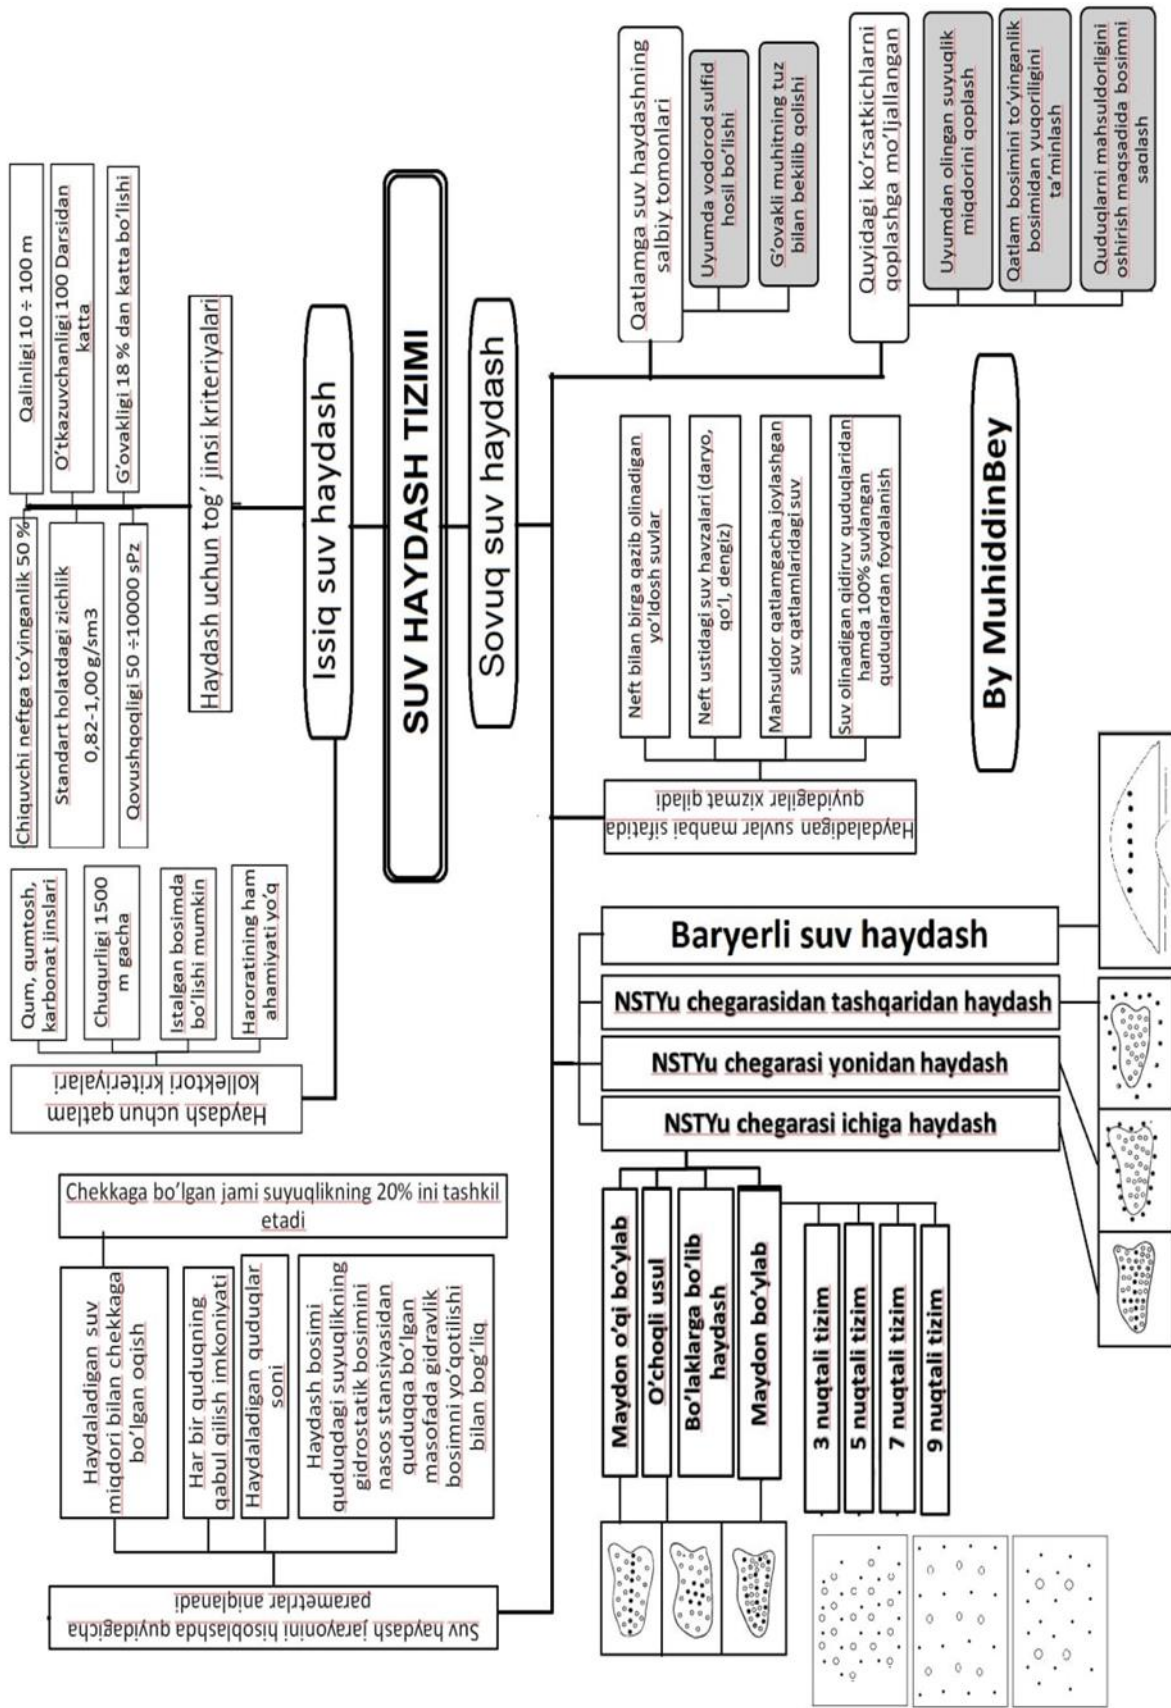 Suv haydash jarayonini hisoblashda quyidagicha
parametrlar aniqlanadi
Haydaladigan suv
miqdori bilan chekkaga
bo'lgan oqish
Har bir quduqning
qabul qilish imkoniyati
Haydaladigan quduqlar
soni
Haydash bosimi
quduqdagi suyuqlikning
gidrostatik bosimini
nasos stansiyasidan
quduqqa bo'lgan
masofada gidravlik
bosimni yo'qotilishi
bilan bog'liq
Chekkaga bo'lgan jami suyuqlikning 20% ini tashkil
etadi
Haydash uchun qatlam
kollektori kriteriyalari
Qum, qumtosh,
karbonat jinslari
Chuqurligi 1500
m gacha
Istalgan bosimda
bo'lishi mumkin
Haroratining ham
ahamiyati yo'q
Chiquvchi neftga to'yinganlik 50 %
Standart holatdagi zichlik
0,82-1,00 g/sm3
Qovushqoqligi 50 ÷10000 sPz
Qalinligi 10 ÷ 100 m
O'tkazuvchanligi 100 Darsidan
katta
G'ovakligi 18 % dan katta bo'lishi
Haydash uchun tog' jinsi kriteriyalari
Issiq suv haydash
SUV HAYDASH TIZIMI
Sovuq suv haydash
Maydon o'qi bo'ylab
O'choqli usul
Bo'laklarga bo'lib
haydash
Maydon bo'ylab
3 nuqtali tizim
5 nuqtali tizim
7 nuqtali tizim
9 nuqtali tizim
Baryerli suv haydash
NSTYu chegarasidan tashqaridan haydash
NSTYu chegarasi yonidan haydash
NSTYu chegarasi ichiga haydash
Haydaladigan suvlar manbai sifatida
quyidagilar xizmat qiladi
Neft bilan birga qazib olinadigan
yo'ldosh suvlar
Neft ustidagi suv havzalari (daryo,
qo'l, dengiz)
Mahsuldor qatlamgacha joylashgan
suv qatlamlaridagi suv
Suv olinadigan qidiruv quduqlaridan
hamda 100% suvlangan
quduqlardan foydalanish
Qatlamga suv haydashning
salbiy tomonlari
Uyumda vodorod sulfid
hosil bo'lishi
G'ovakli muhitning tuz
bilan bekilib qolishi
Quyidagi ko'rsatkichlarni
qoplashga mo'ljallangan
Uyumdan olingan suyuqlik
miqdorini qoplash
Qatlam bosimini to'yinganlik
bosimidan yuqoriligini
ta'minlash
Quduqlarni mahsuldorligini
oshirish maqsadida bosimni
saqlash
By MuhiddinBey